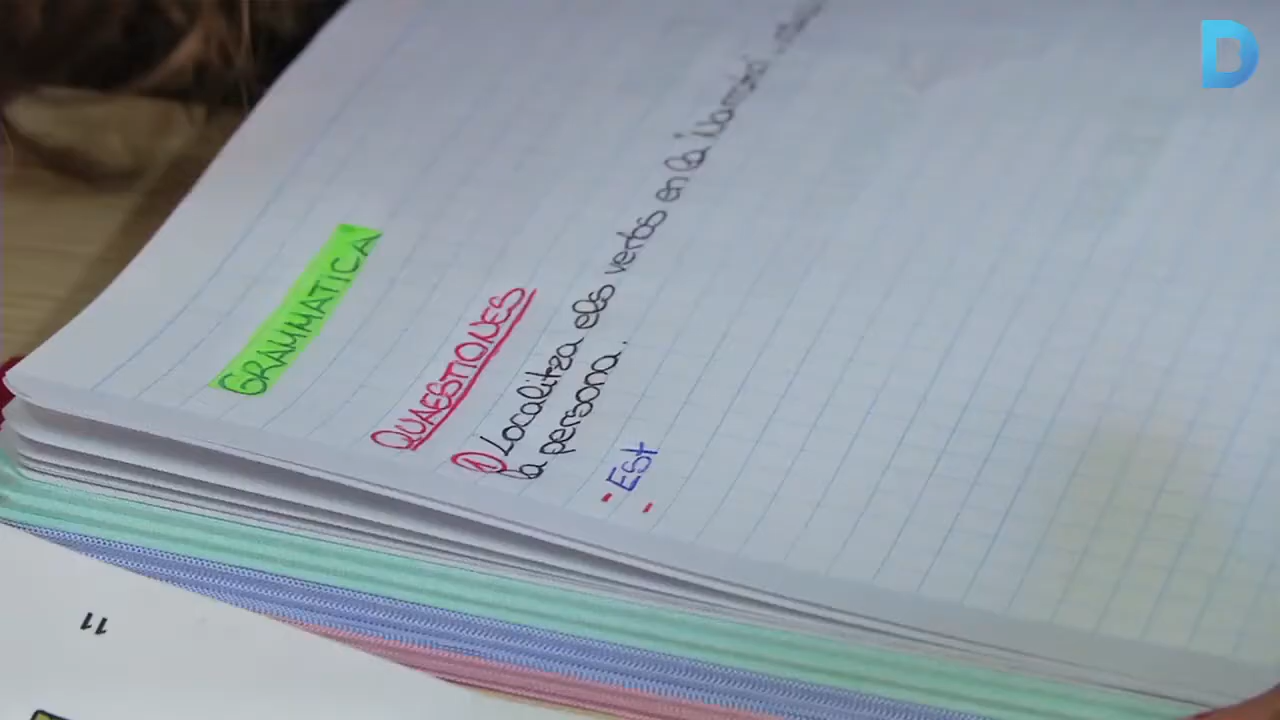 GRAMMATICA
QUAESTIONES
1 Localitza els verbs en la
la persona.
- Est
-
11
D